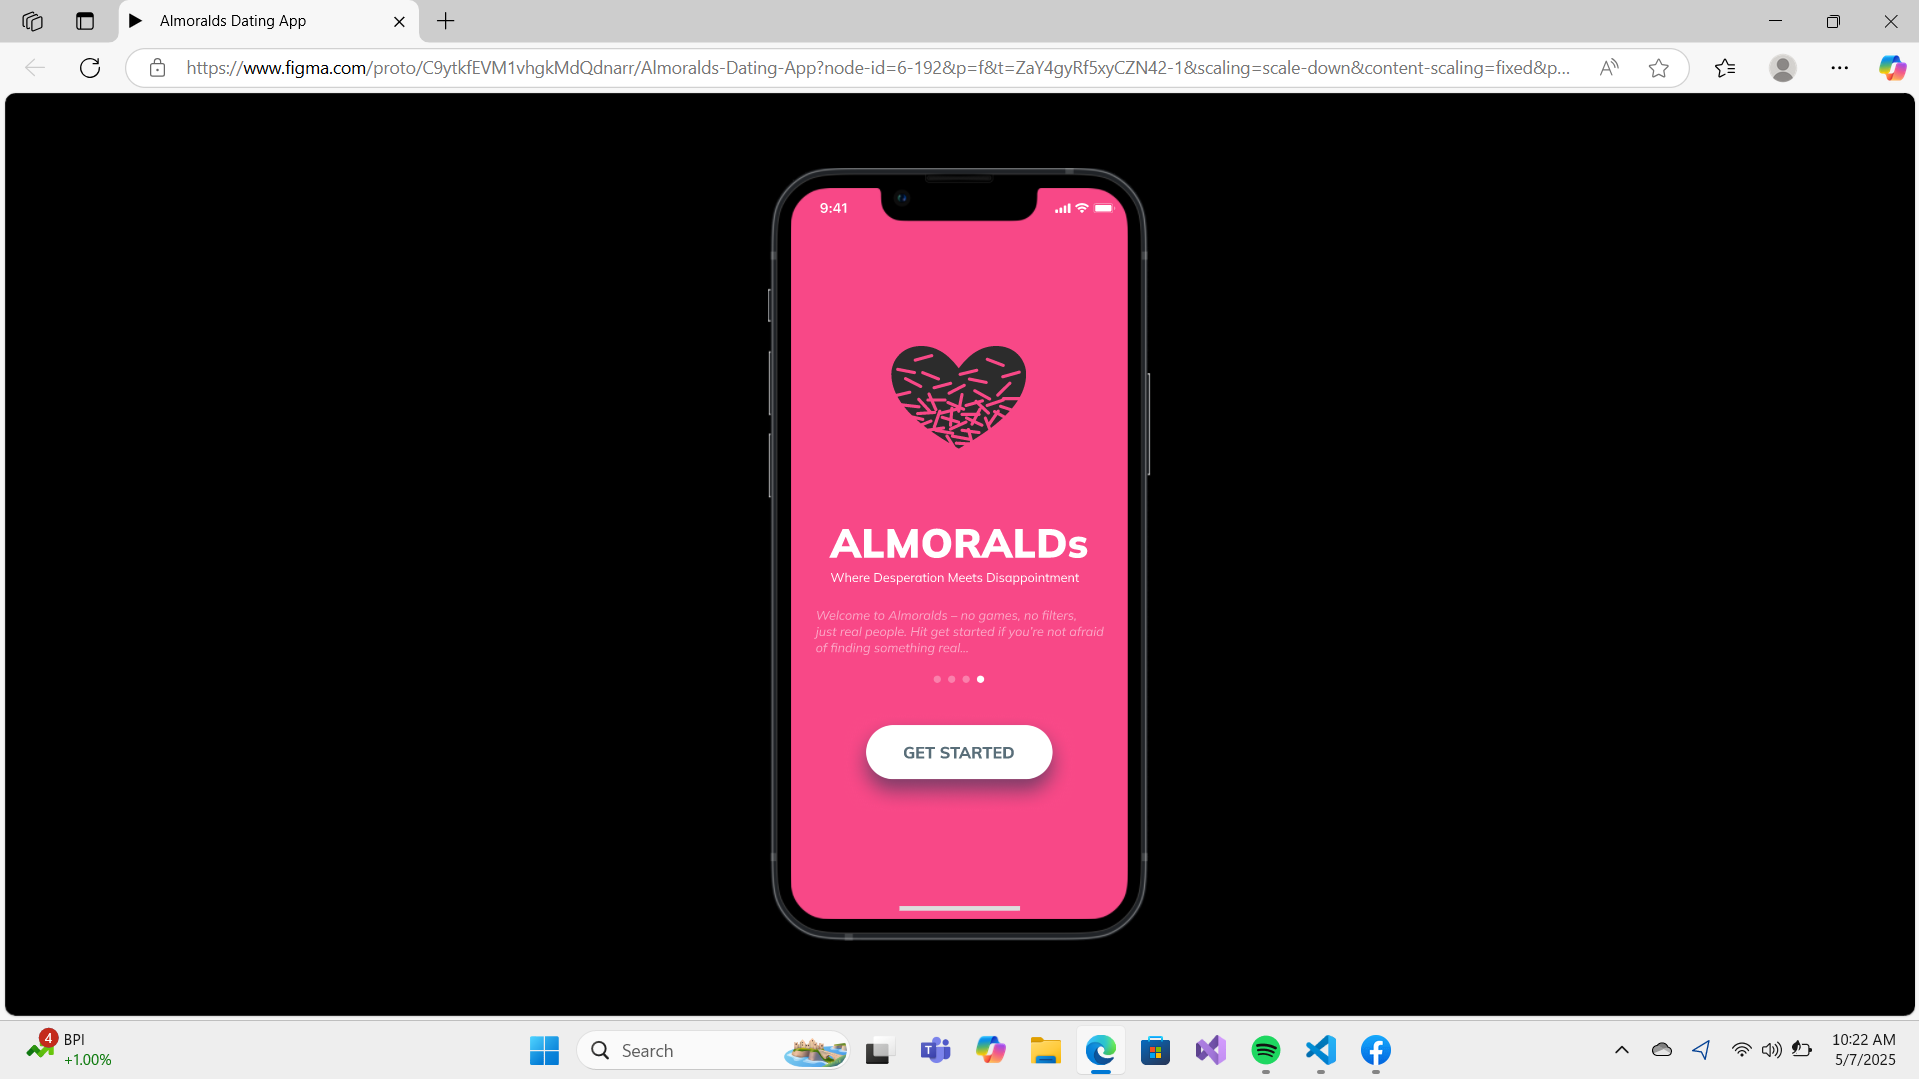 Almoralds Dating App
https://www.figma.com/proto/C9ytkfEVM1vhgkMdQdnarr/Almoralds-Dating-App?node-id=6-192&p=f&t=ZaY4gyRf5xyCZN42-1&scaling=scale-down&content-scaling=fixed&p...
9:41
ALMORALDs
Where Desperation Meets Disappointment
Welcome to Almoralds – no games, no filters,
just real people. Hit get started if you're not afraid
of finding something real...
GET STARTED
4
BPI
+1.00%
Search
10:22 AM
5/7/2025